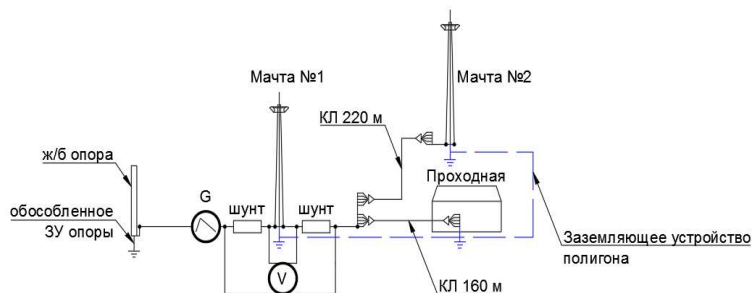 Мачта №1
Мачта №2
КЛ 220 м
ж/б опора
G
Проходная
шунт
шунт
обособленное
ЗУ опоры
Заземляющее устройство
полигона
V
КЛ 160 м